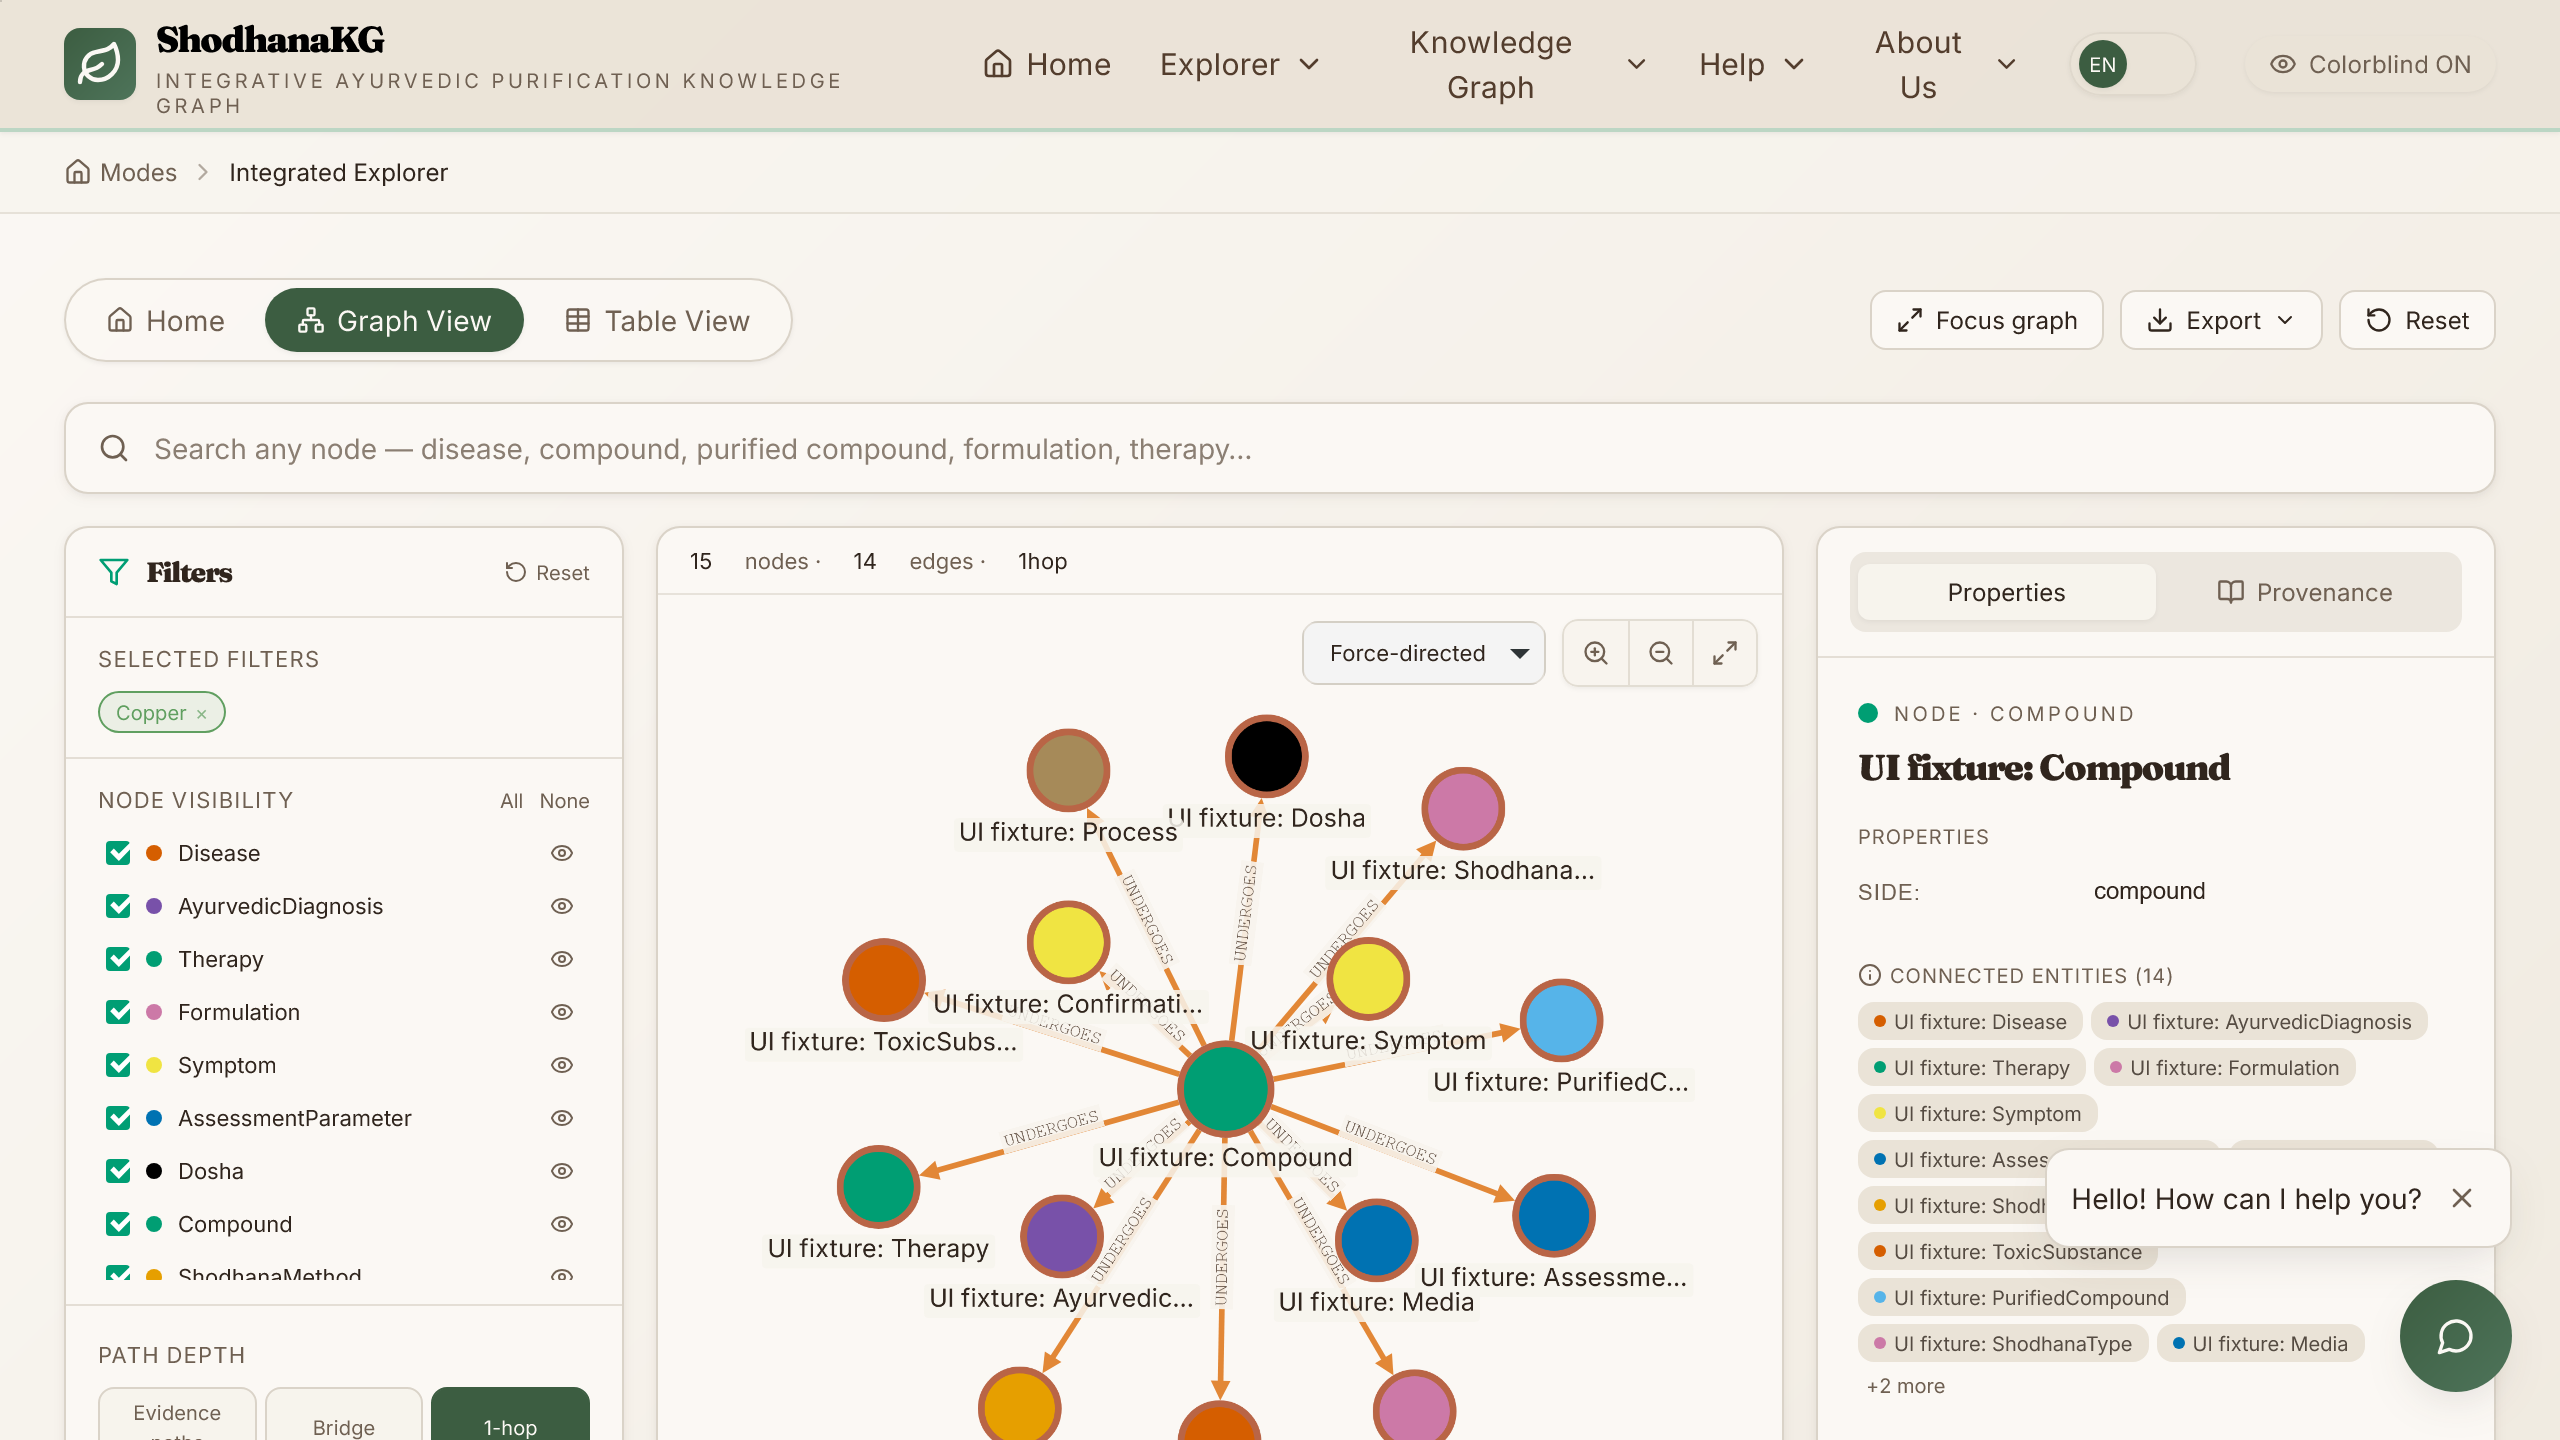 ShodhanaKG
INTEGRATIVE AYURVEDIC PURIFICATION KNOWLEDGE
GRAPH
Home
Explorer
Knowledge
Graph
Help
About
Us
EN
Colorblind ON
Modes
Integrated Explorer
Home
Graph View
Table View
Focus graph
Export
Reset
Search any node — disease, compound, purified compound, formulation, therapy...
Filters
Reset
SELECTED FILTERS
Copper ×
NODE VISIBILITY
All None
Disease
AyurvedicDiagnosis
Therapy
Formulation
Symptom
AssessmentParameter
Dosha
Compound
ShodhanaMethod
PATH DEPTH
Evidence
paths
Bridge
1-hop
15 nodes · 14 edges · 1hop
Force-directed
UI fixture: Process
UI fixture: Dosha
UI fixture: Shodhana...
UNDERGOES
UNDERGOES
UNDERGOES
UI fixture: Confirmati...
UI fixture: ToxicSubs...
UI fixture: Symptom
UI fixture: PurifiedC...
UNDERGOES
UNDERGOES
UI fixture: Compound
UI fixture: Therapy
UI fixture: Ayurvedic...
UNDERGOES
UNDERGOES
UNDERGOES
UI fixture: Media
UI fixture: Assessme...
Properties
Provenance
NODE · COMPOUND
UI fixture: Compound
PROPERTIES
SIDE: compound
CONNECTED ENTITIES (14)
UI fixture: Disease
UI fixture: AyurvedicDiagnosis
UI fixture: Therapy
UI fixture: Formulation
UI fixture: Symptom
UI fixture:
UI fixture:
UI fixture: ToxicSubstance
UI fixture: PurifiedCompound
UI fixture: ShodhanaType
UI fixture: Media
+2 more
Hello! How can I help you?